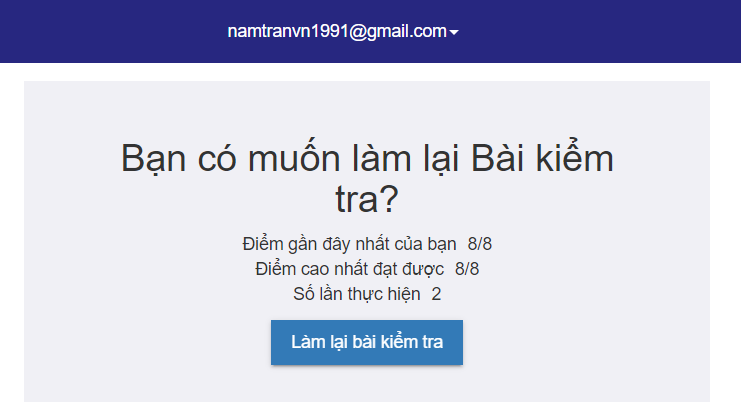 namtranvn1991@gmail.com
Bạn có muốn làm lại Bài kiểm
tra?
Điểm gần đây nhất của bạn 8/8
Điểm cao nhất đạt được 8/8
Số lần thực hiện 2
Làm lại bài kiểm tra